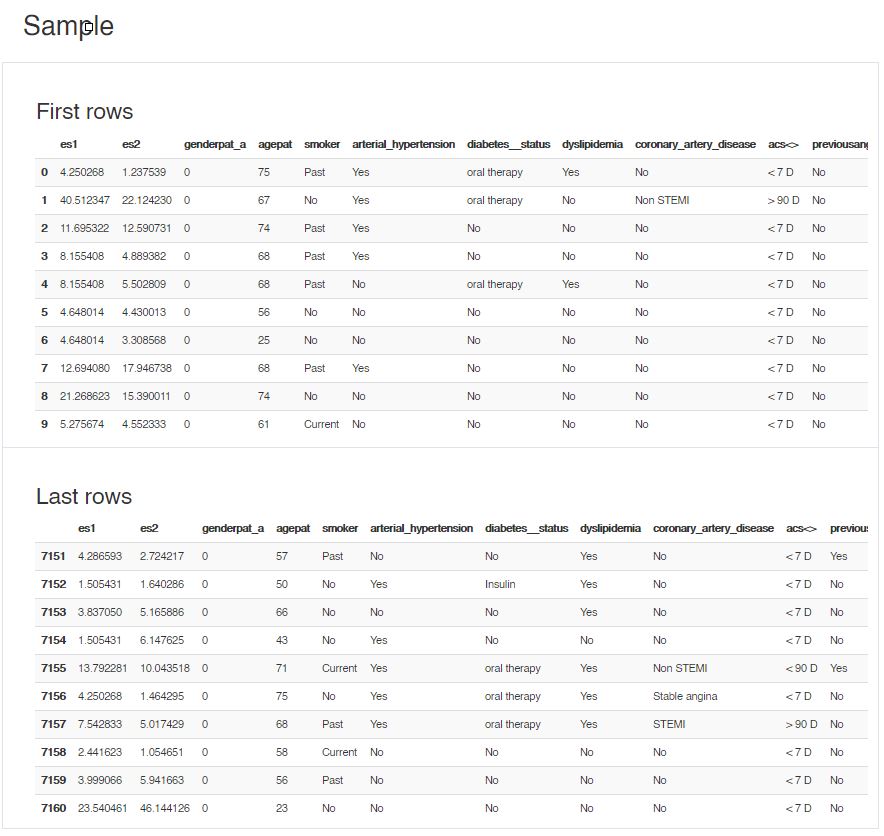 Sample
First rows
es1 es2 genderpat_a agepat smoker arterial_hypertension diabetes__status dyslipidemia coronary_artery_disease acs<> previousan
0 4.250268 1.237539 0 75 Past Yes oral therapy Yes No < 7 D No
1 40.512347 22.124230 0 67 No Yes oral therapy No Non STEMI > 90 D No
2 11.695322 12.590731 0 74 Past Yes No No No < 7 D No
3 8.155408 4.889382 0 68 Past Yes No No No < 7 D No
4 8.155408 5.502809 0 68 Past No oral therapy Yes No < 7 D No
5 4.648014 4.430013 0 56 No No No No No < 7 D No
6 4.648014 3.308568 0 25 No No No No No < 7 D No
7 12.694080 17.946738 0 68 Past Yes No No No < 7 D No
8 21.268623 15.390011 0 74 No No No No No < 7 D No
9 5.275674 4.552333 0 61 Current No No No No < 7 D No
Last rows
es1 es2 genderpat_a agepat smoker arterial_hypertension diabetes__status dyslipidemia coronary_artery_disease acs<> previous
7151 4.286593 2.724217 0 57 Past No No Yes No < 7 D Yes
7152 1.505431 1.640286 0 50 No Yes Insulin Yes No < 7 D No
7153 3.837050 5.165886 0 66 No No No Yes No < 7 D No
7154 1.505431 6.147625 0 43 No Yes No No No < 7 D No
7155 13.792281 10.043518 0 71 Current Yes oral therapy Yes Non STEMI < 90 D Yes
7156 4.250268 1.464295 0 75 No Yes oral therapy Yes Stable angina < 7 D No
7157 7.542833 5.017429 0 68 Past Yes oral therapy Yes STEMI > 90 D No
7158 2.441623 1.054651 0 58 Current No No No No < 7 D No
7159 3.999066 5.941663 0 56 Past No No No No < 7 D No
7160 23.540461 46.144126 0 23 No No No No No < 7 D No